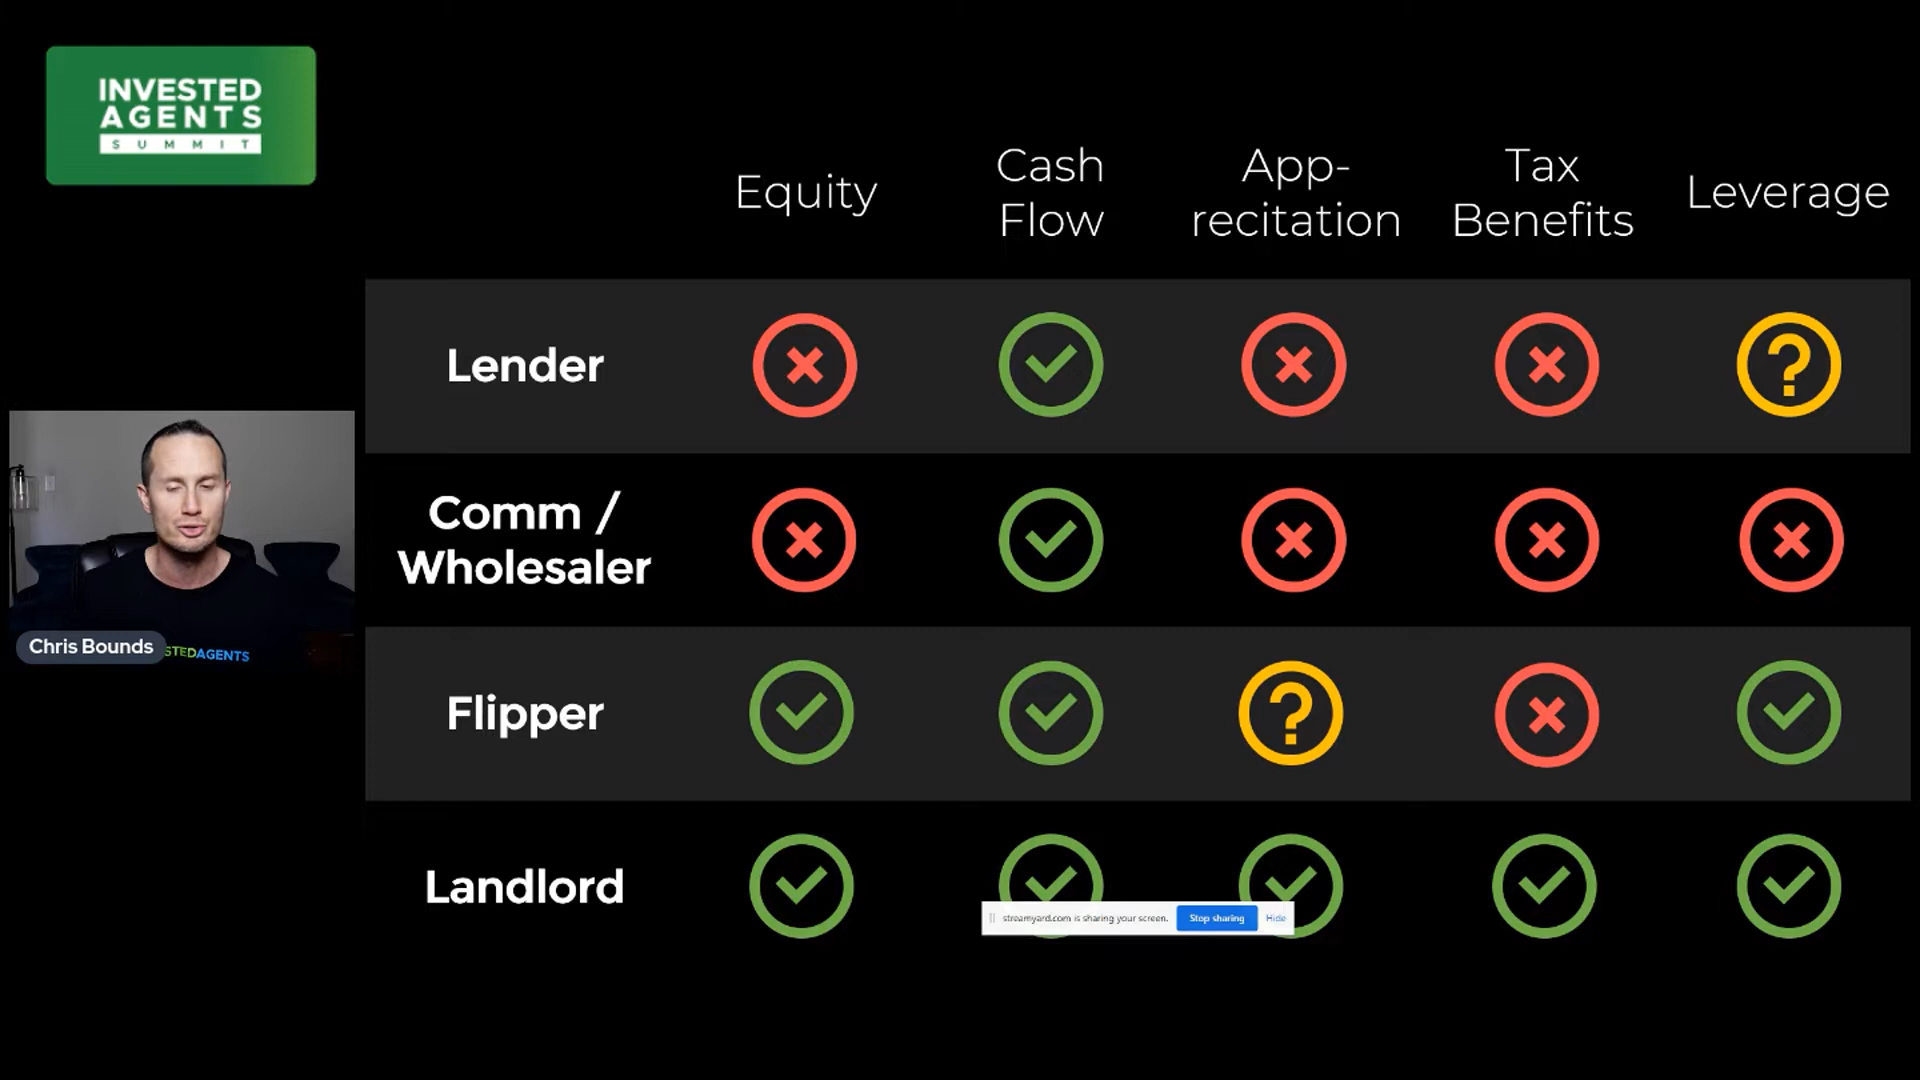 INVESTED
AGENTS
SUMMIT
Equity
Cash
Flow
App-
recitation
Tax
Benefits
Leverage
Lender
Comm /
Wholesaler
Flipper
Landlord
Chris Bounds
STEDAGENTS
streamyard.com is sharing your screen.
Stop sharing
Hide